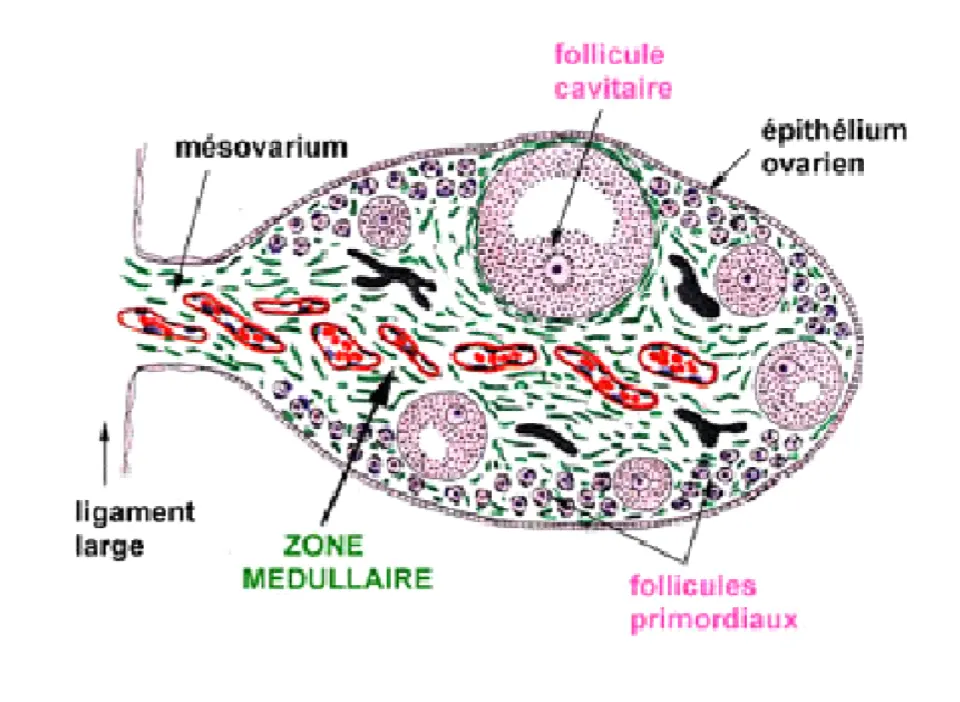 follicule
cavitaire
mésovarium
épithélium
ovarien
ligament
large
ZONE
MEDULLAIRE
follicules
primordiaux